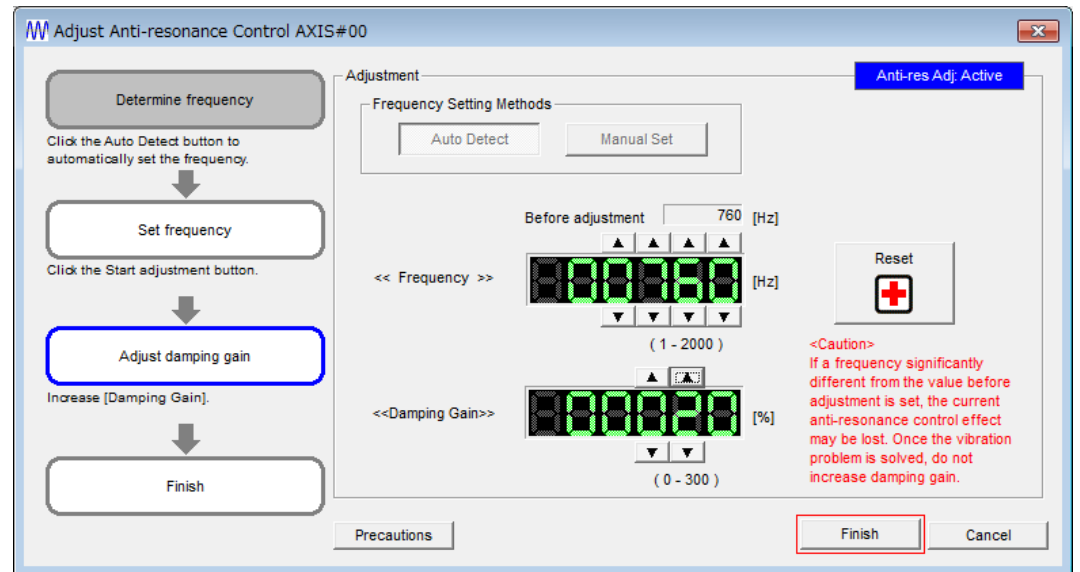 Adjust Anti-resonance Control AXIS#00
Determine frequency
Click the Auto Detect button to
automatically set the frequency.
Set frequency
Click the Start adjustment button.
Adjust damping gain
Increase [Damping Gain].
Finish
Adjustment
Anti-res Adj: Active
Frequency Setting Methods
Auto Detect
Manual Set
Before adjustment 760 [Hz]
<< Frequency >> 00760 [Hz]
( 1 - 2000 )
<<Damping Gain>> 00020 [%]
( 0 - 300 )
Reset
<Caution>
If a frequency significantly
different from the value before
adjustment is set, the current
anti-resonance control effect
may be lost. Once the vibration
problem is solved, do not
increase damping gain.
Precautions
Finish
Cancel